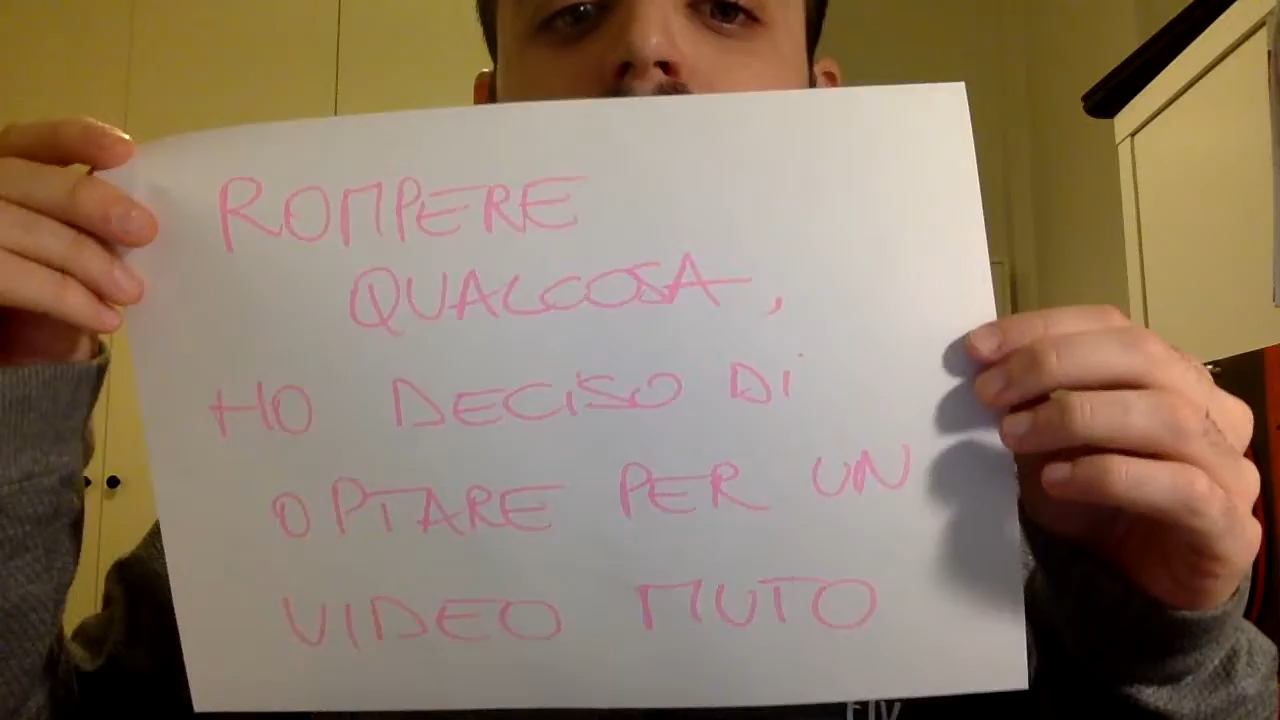 ROMPERE
QUALCOSA,
HO DECISO DI
OPTARE PER UN
VIDEO MUTO